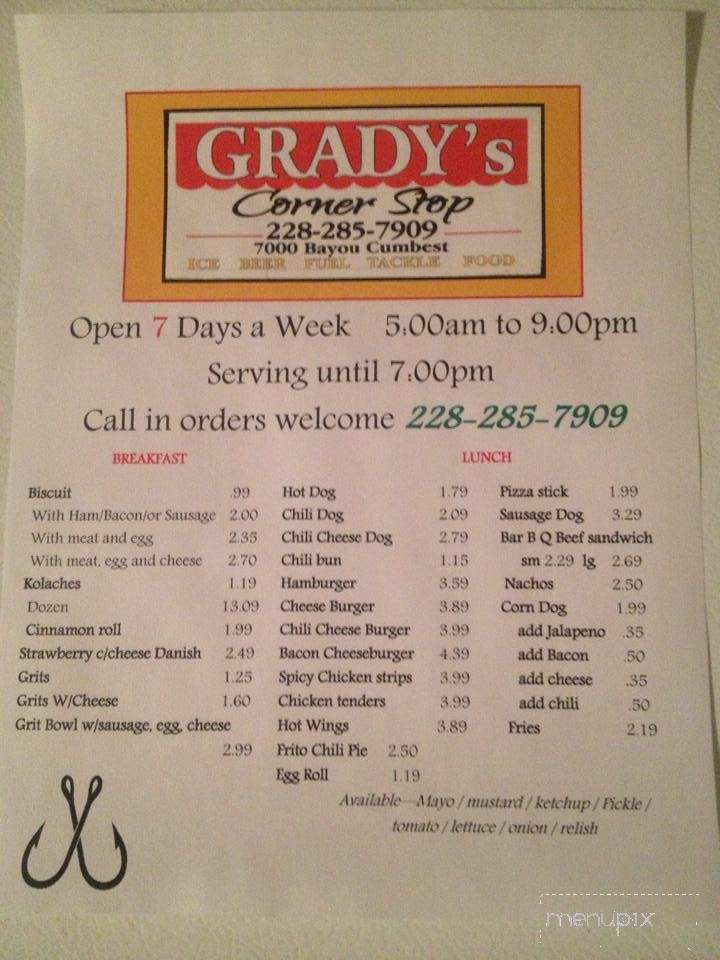 GRADY's
Corner Stop
228-285-7909
7000 Bayou Cumbest
ICE BEER FUEL TACKLE FOOD
Open 7 Days a Week 5:00am to 9:00pm
Serving until 7:00pm
Call in orders welcome 228-285-7909
BREAKFAST
Biscuit .99
With Ham/Bacon/or Sausage 2.00
With meat and egg 2.35
With meat, egg and cheese 2.70
Kolaches 1.19
Dozen 13.09
Cinnamon roll 1.99
Strawberry c/cheese Danish 2.49
Grits 1.25
Grits W/Cheese 1.60
Grit Bowl w/sausage, egg, cheese
2.99
LUNCH
Hot Dog 1.79
Chili Dog 2.09
Chili Cheese Dog 2.79
Chili bun 1.15
Hamburger 3.59
Cheese Burger 3.89
Chili Cheese Burger 3.99
Bacon Cheeseburger 4.39
Spicy Chicken strips 3.99
Chicken tenders 3.99
Hot Wings 3.89
Frito Chili Pie 2.50
Egg Roll 1.19
Pizza stick 1.99
Sausage Dog 3.29
Bar B Q Beef sandwich
sm 2.29 lg 2.69
Nachos 2.50
Corn Dog 1.99
add Jalapeno .35
add Bacon .50
add cheese .35
add chili .50
Fries 2.19
Available—Mayo / mustard / ketchup / Pickle /
tomato / lettuce / onion / relish
menupix